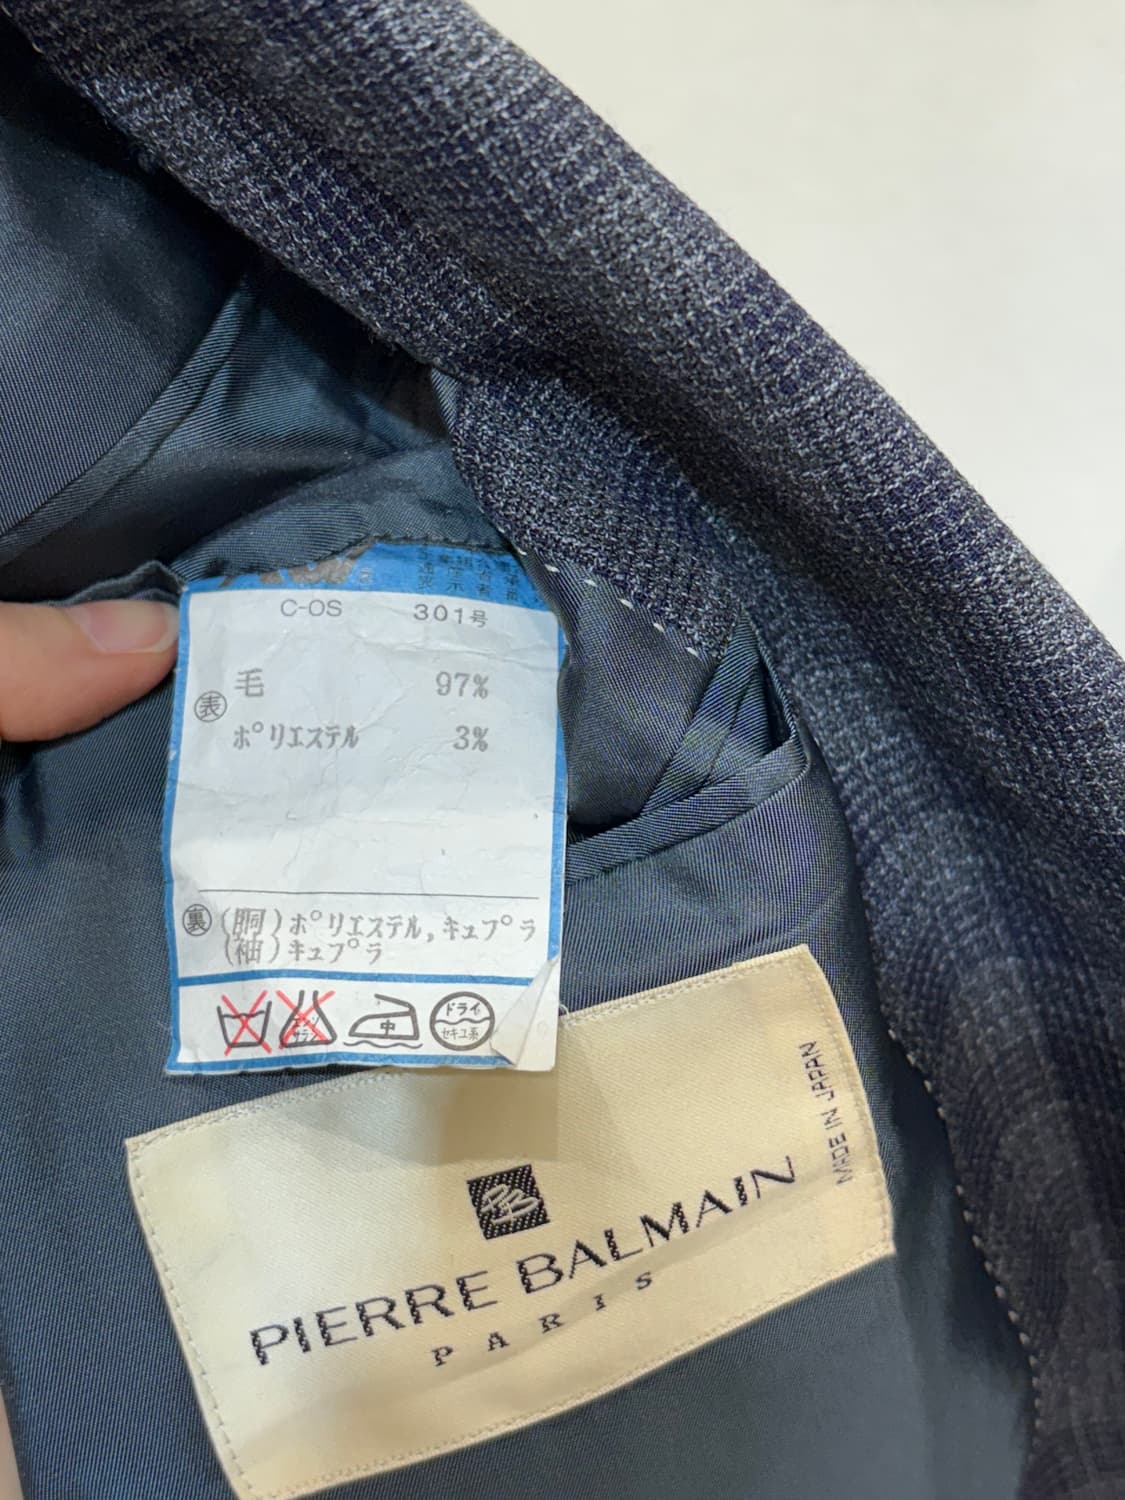 C-OS 301号
表
毛 97%
ポリエステル 3%
裏
(胴)ポリエステル,キュプラ
(袖)キュプラ
中
ドライ
セキユ系
MADE IN JAPAN
PIERRE BALMAIN
PARIS